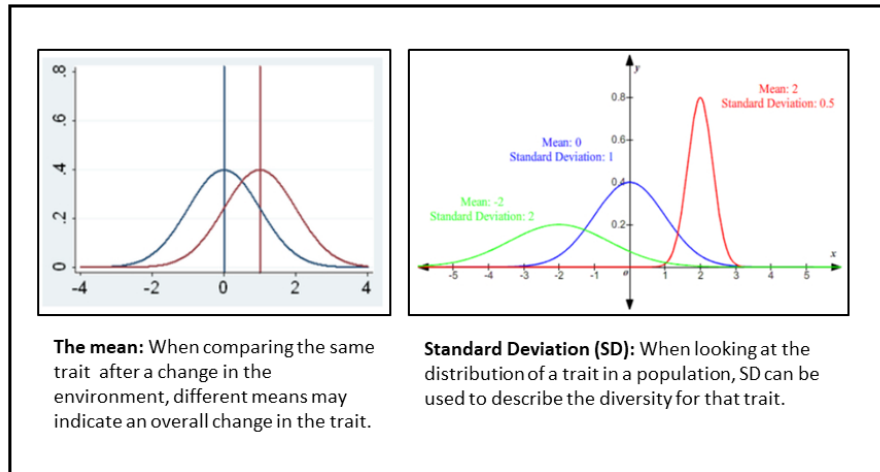 .8
.6
.4
.2
0
-4 -2 0 2 4
y
0.8
0.6
0.4
0.2
Mean: 2
Standard Deviation: 0.5
Mean: 0
Standard Deviation: 1
Mean: -2
Standard Deviation: 2
x
-5 -4 -3 -2 -1 o 1 2 3 4 5
The mean: When comparing the same
trait after a change in the
environment, different means may
indicate an overall change in the trait.
Standard Deviation (SD): When looking at the
distribution of a trait in a population, SD can be
used to describe the diversity for that trait.